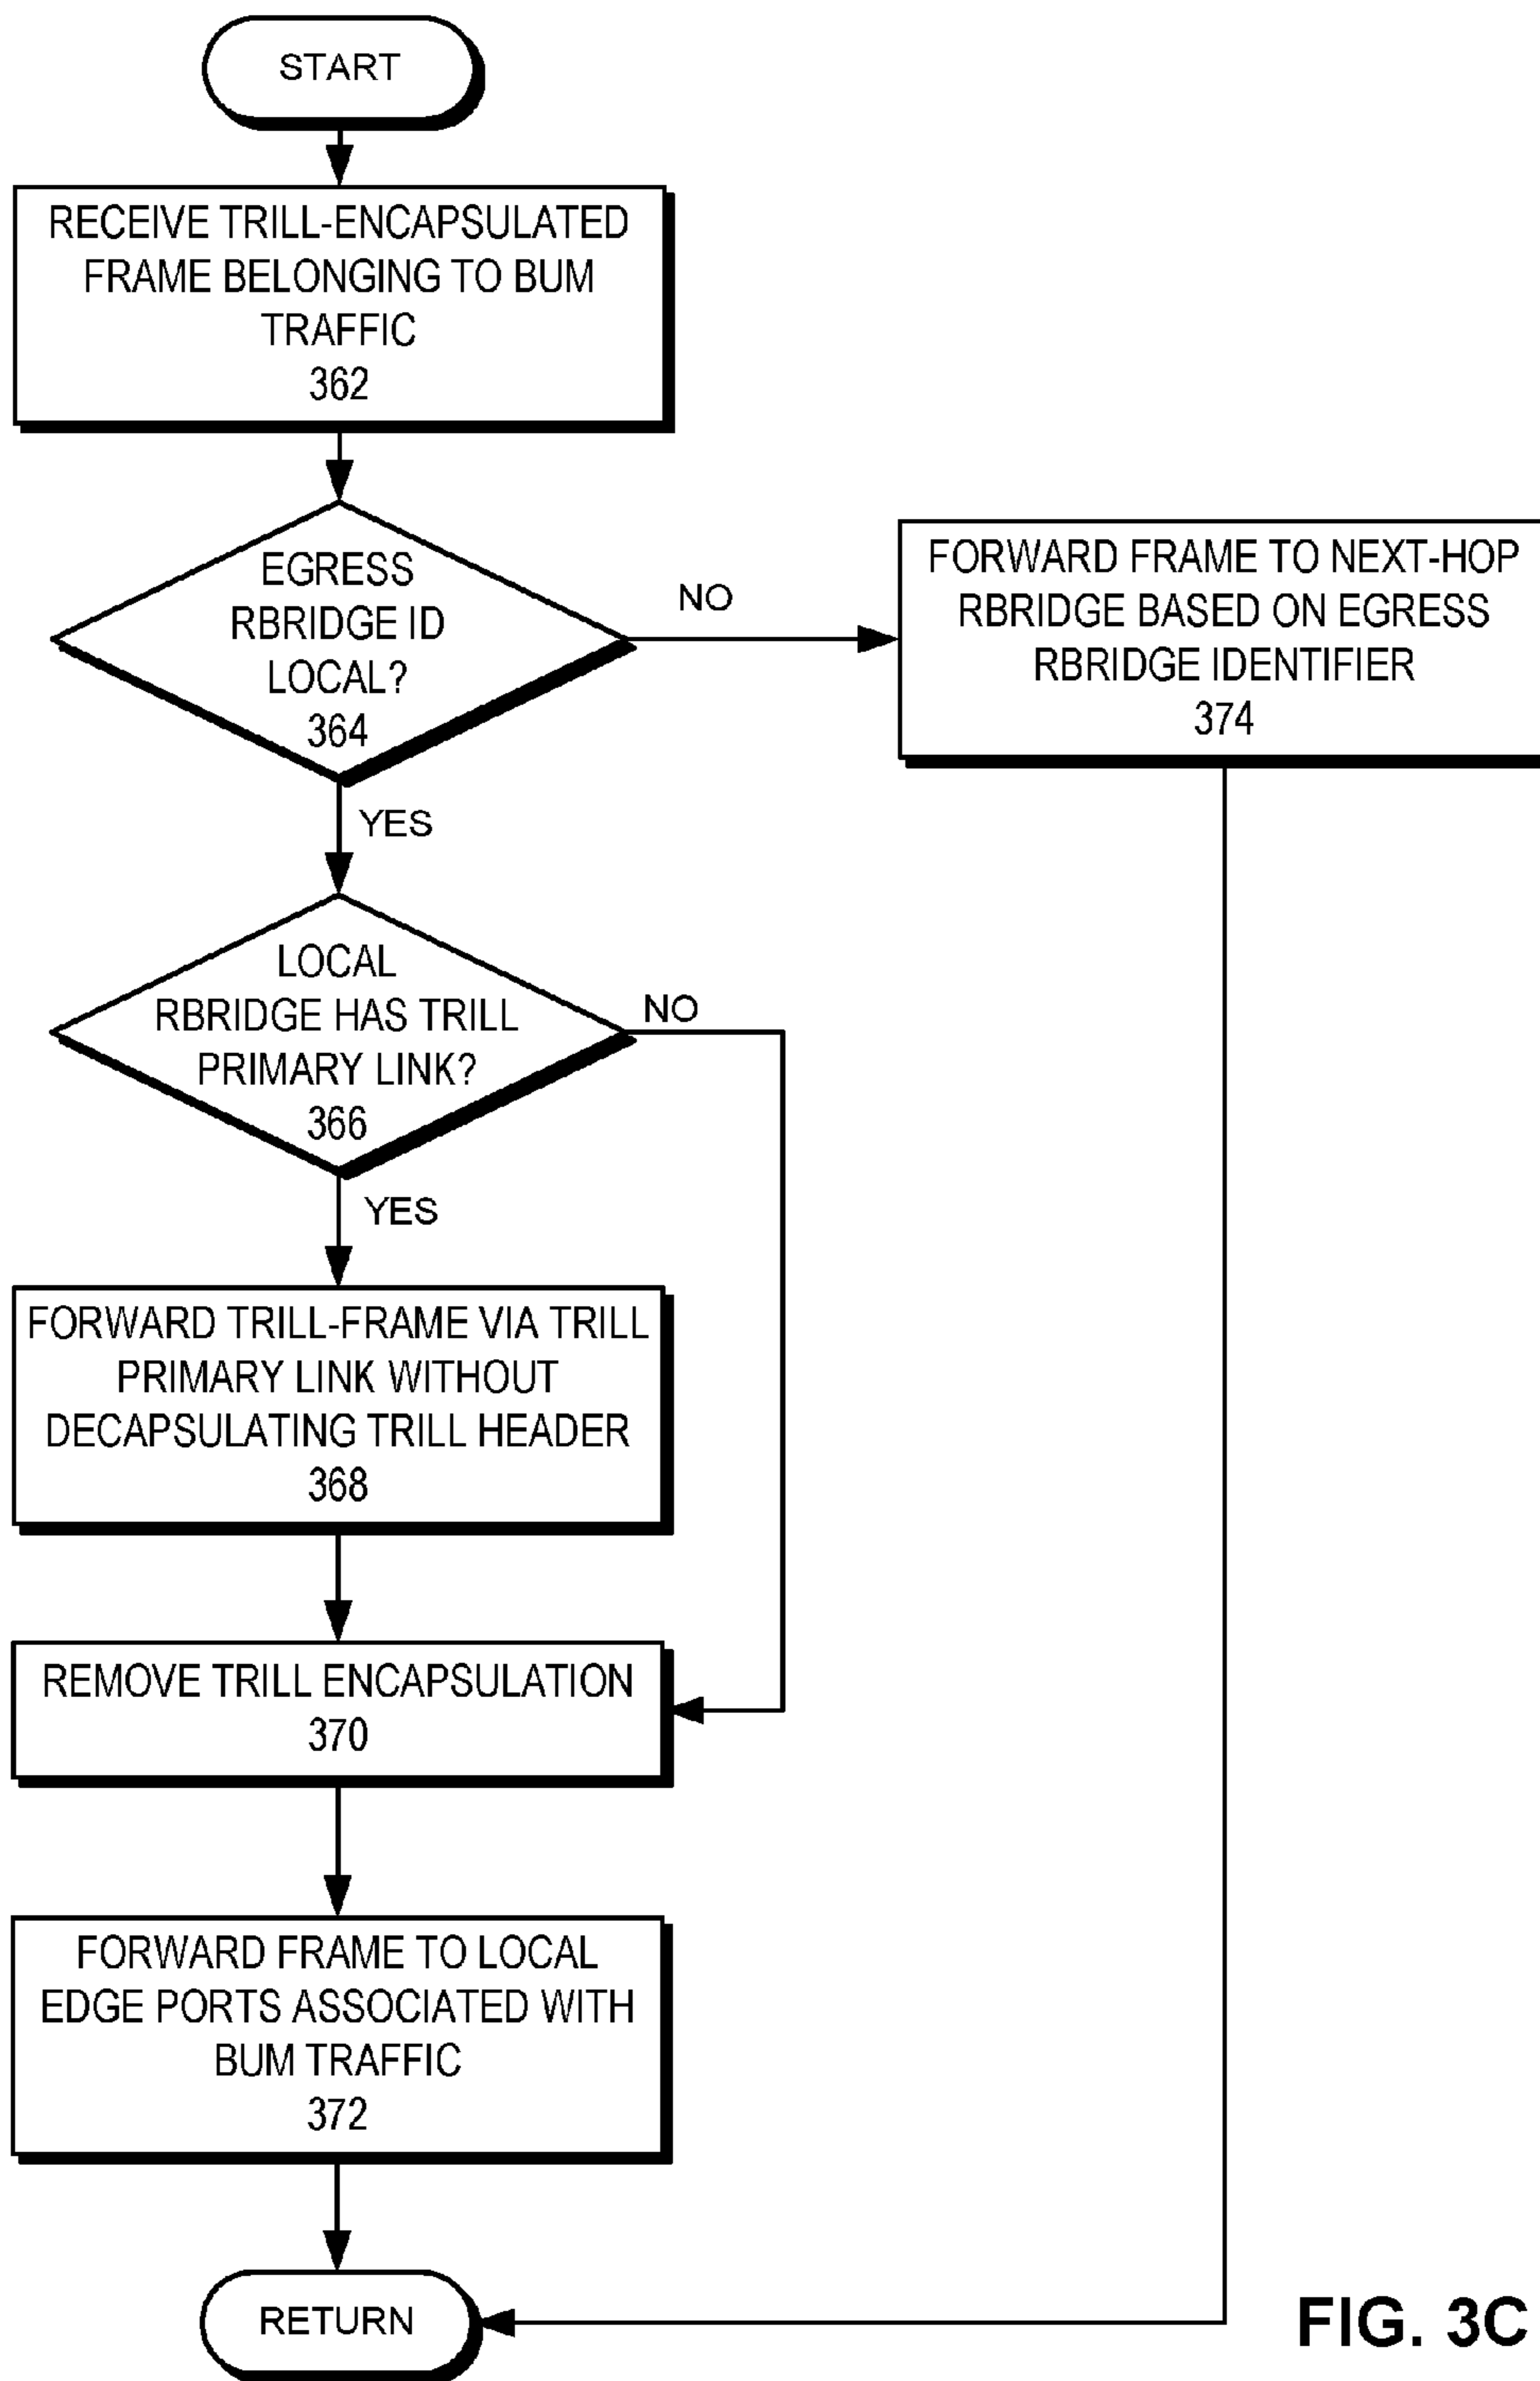 START
RECEIVE TRILL-ENCAPSULATED
FRAME BELONGING TO BUM
TRAFFIC
362
EGRESS
RBRIDGE ID
LOCAL?
364
NO
FORWARD FRAME TO NEXT-HOP
RBRIDGE BASED ON EGRESS
RBRIDGE IDENTIFIER
374
YES
LOCAL
RBRIDGE HAS TRILL
PRIMARY LINK?
366
NO
YES
FORWARD TRILL-FRAME VIA TRILL
PRIMARY LINK WITHOUT
DECAPSULATING TRILL HEADER
368
REMOVE TRILL ENCAPSULATION
370
FORWARD FRAME TO LOCAL
EDGE PORTS ASSOCIATED WITH
BUM TRAFFIC
372
RETURN
FIG. 3C